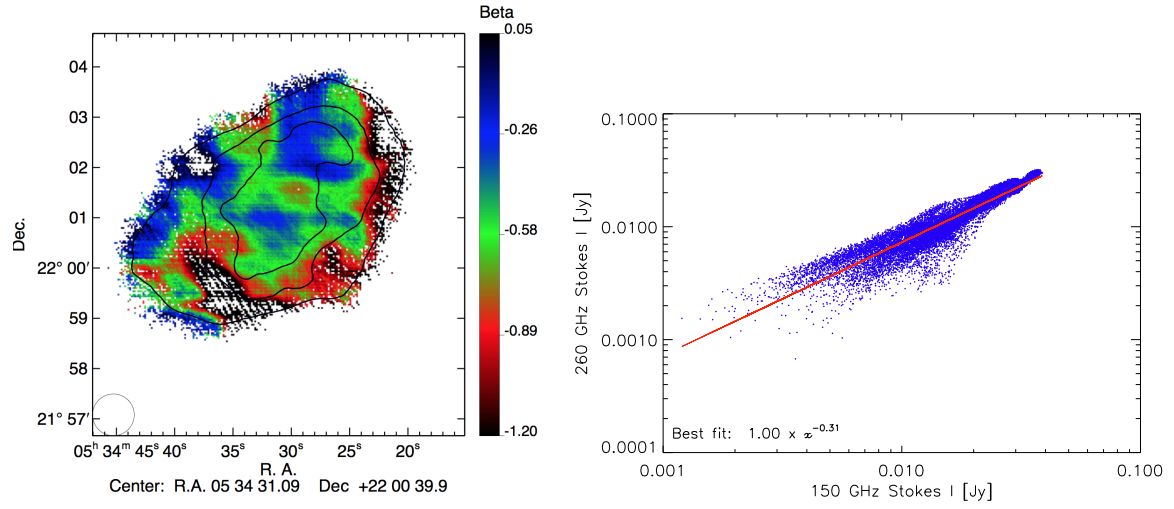 Beta
0.05
-0.26
-0.58
-0.89
-1.20
Dec.
04
03
02
01
22° 00′
59
58
21° 57′
05ʰ 34ᵐ 45ˢ 40ˢ 35ˢ 30ˢ 25ˢ 20ˢ
R. A.
Center: R.A. 05 34 31.09 Dec +22 00 39.9
260 GHz Stokes I [Jy]
0.1000
0.0100
0.0010
0.0001
Best fit: 1.00 × x^-0.31
0.001 0.010 0.100
150 GHz Stokes I [Jy]